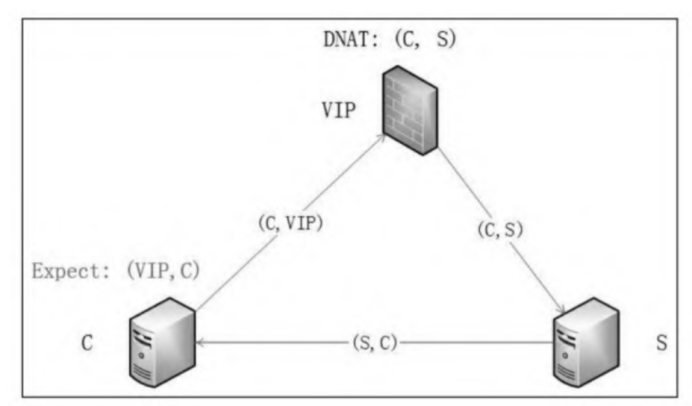 DNAT: (C, S)
VIP
(C, VIP)
(C, S)
Expect: (VIP, C)
C
(S, C)
S